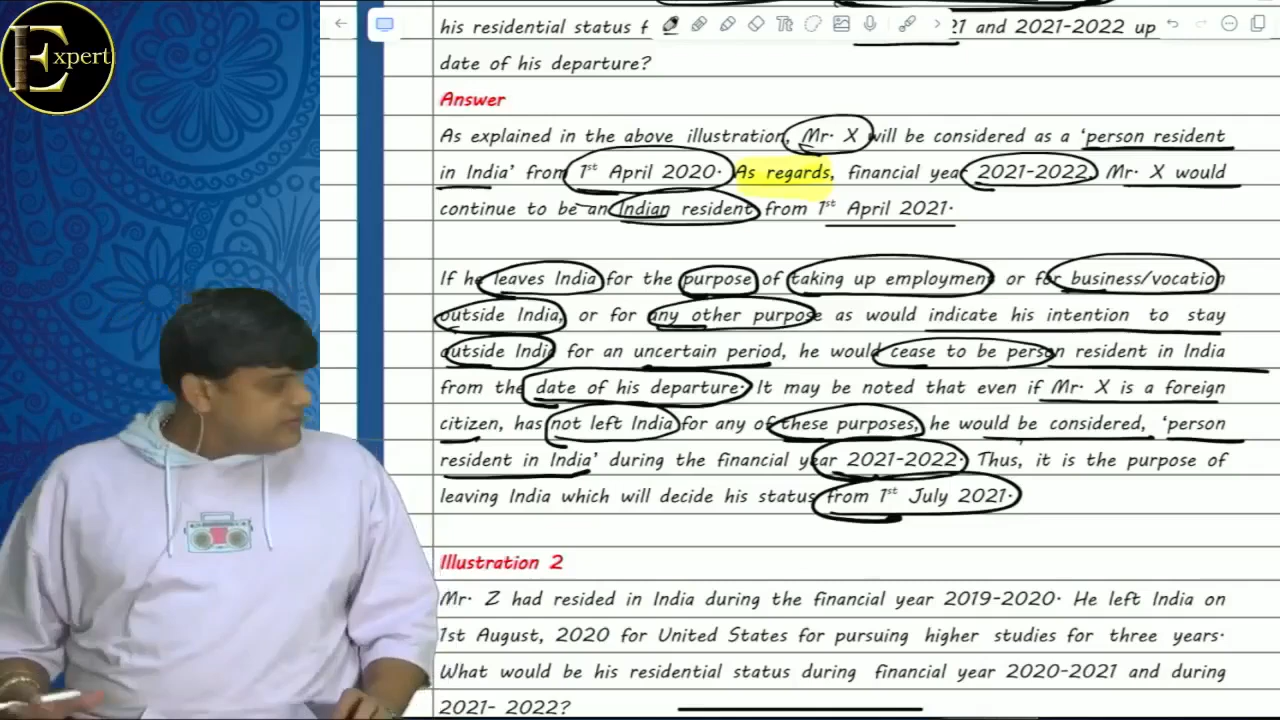 Expert
his residential status f 21 and 2021-2022 up
date of his departure?
Answer
As explained in the above illustration, Mr. X will be considered as a 'person resident
in India' from 1st April 2020. As regards, financial year 2021-2022, Mr. X would
continue to be an Indian resident from 1st April 2021.
If he leaves India for the purpose of taking up employment or for business/vocation
outside India, or for any other purpose as would indicate his intention to stay
outside India for an uncertain period, he would cease to be person resident in India
from the date of his departure. It may be noted that even if Mr. X is a foreign
citizen, has not left India for any of these purposes, he would be considered, 'person
resident in India' during the financial year 2021-2022. Thus, it is the purpose of
leaving India which will decide his status from 1st July 2021.
Illustration 2
Mr. Z had resided in India during the financial year 2019-2020. He left India on
1st August, 2020 for United States for pursuing higher studies for three years.
What would be his residential status during financial year 2020-2021 and during
2021- 2022?